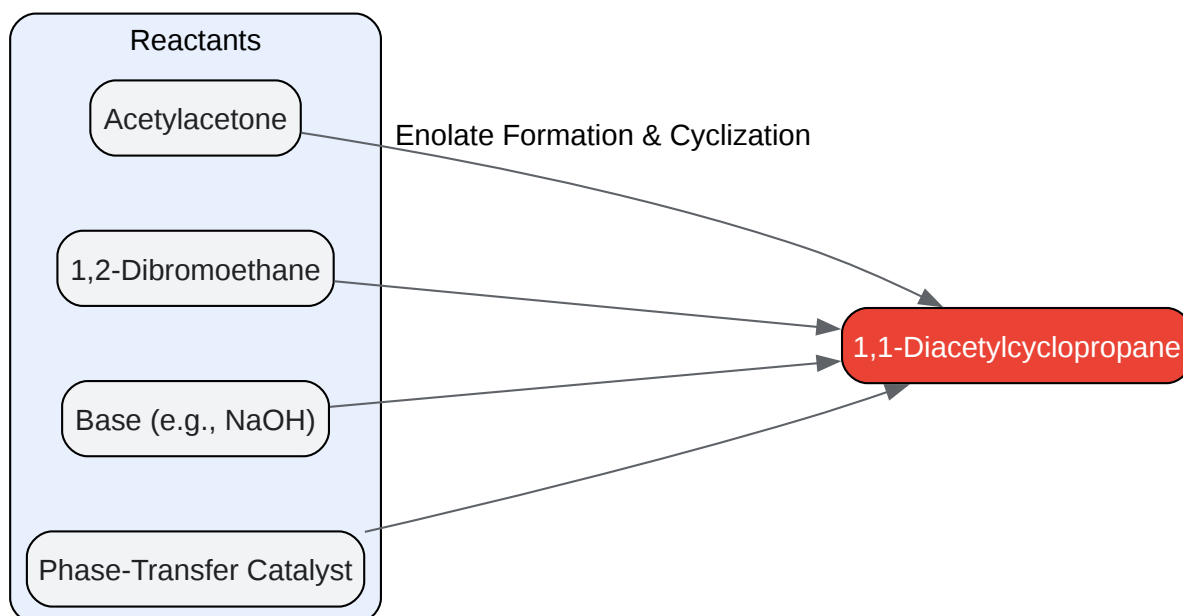 Reactants
Acetylacetone
Enolate Formation & Cyclization
1,2-Dibromoethane
1,1-Diacetylcyclopropane
Base (e.g., NaOH)
Phase-Transfer Catalyst